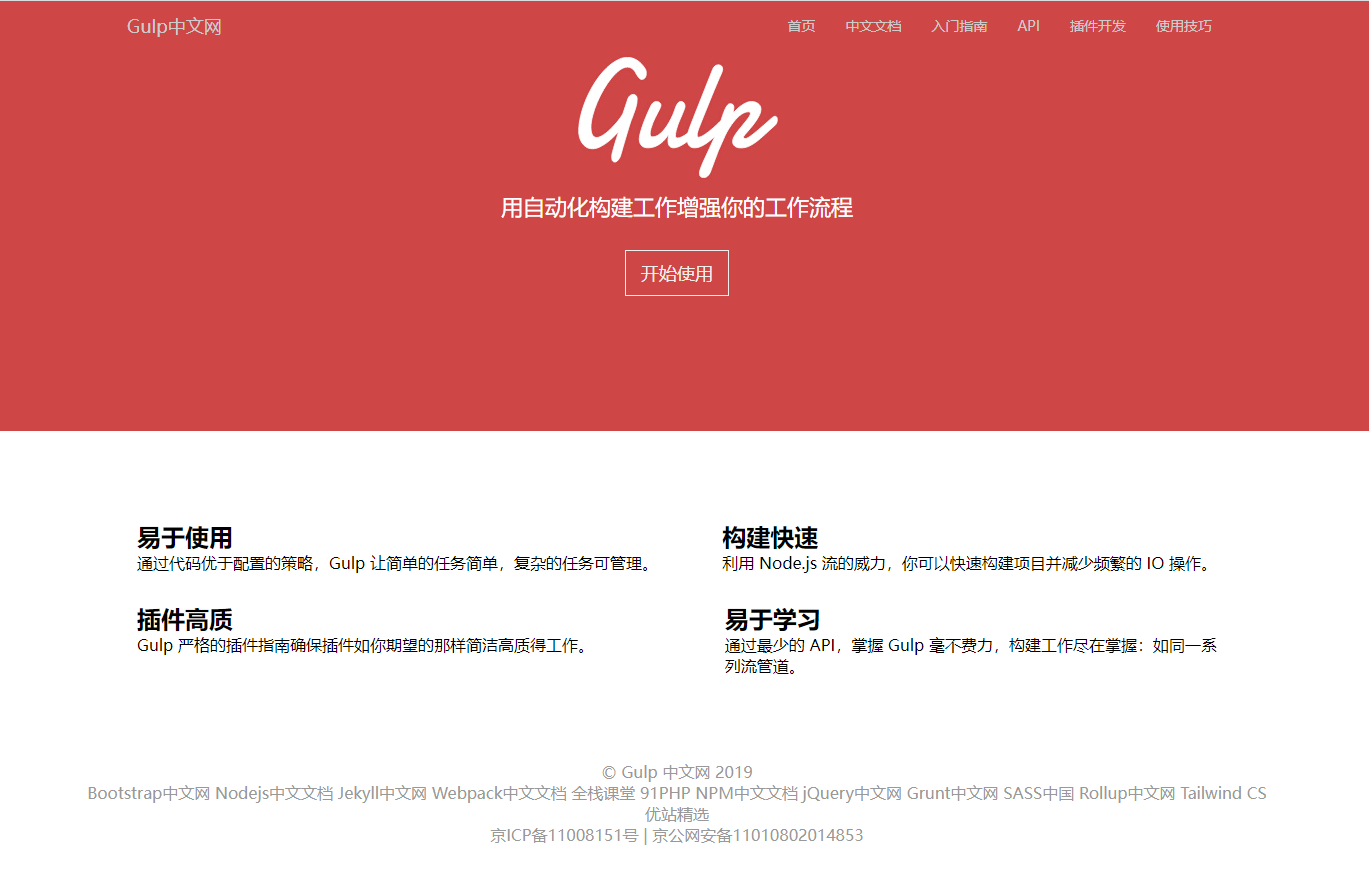 Gulp中文网 首页 中文文档 入门指南 API 插件开发 使用技巧
Gulp
用自动化构建工作增强你的工作流程
开始使用
易于使用
通过代码优于配置的策略，Gulp 让简单的任务简单，复杂的任务可管理。
构建快速
利用 Node.js 流的威力，你可以快速构建项目并减少频繁的 IO 操作。
插件高质
Gulp 严格的插件指南确保插件如你期望的那样简洁高质得工作。
易于学习
通过最少的 API，掌握 Gulp 毫不费力，构建工作尽在掌握：如同一系
列流管道。
© Gulp 中文网 2019
Bootstrap中文网 Nodejs中文文档 Jekyll中文网 Webpack中文文档 全栈课堂 91PHP NPM中文文档 jQuery中文网 Grunt中文网 SASS中国 Rollup中文网 Tailwind CS
优站精选
京ICP备11008151号 | 京公网安备11010802014853